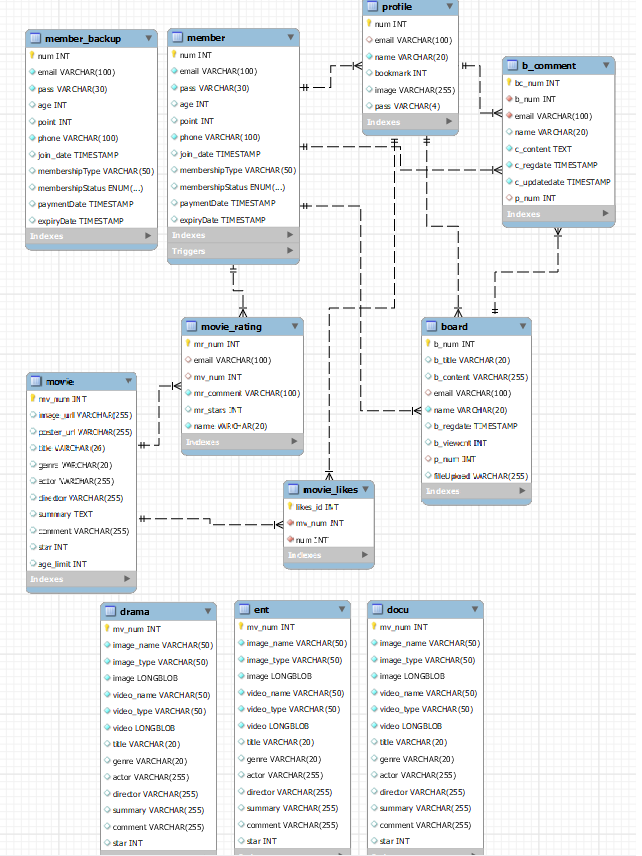 profile
num INT
email VARCHAR(100)
name VARCHAR(20)
bookmark INT
image VARCHAR(255)
pass VARCHAR(4)
Indexes
member_backup
num INT
email VARCHAR(100)
pass VARCHAR(30)
age INT
point INT
phone VARCHAR(100)
join_date TIMESTAMP
membershipType VARCHAR(50)
membershipStatus ENUM(...)
paymentDate TIMESTAMP
expiryDate TIMESTAMP
Indexes
member
num INT
email VARCHAR(100)
pass VARCHAR(30)
age INT
point INT
phone VARCHAR(100)
join_date TIMESTAMP
membershipType VARCHAR(50)
membershipStatus ENUM(...)
paymentDate TIMESTAMP
expiryDate TIMESTAMP
Indexes
Triggers
b_comment
bc_num INT
b_num INT
email VARCHAR(100)
name VARCHAR(20)
c_content TEXT
c_regdate TIMESTAMP
c_updatedate TIMESTAMP
p_num INT
Indexes
movie_rating
mr_num INT
email VARCHAR(100)
mv_num INT
mr_comment VARCHAR(100)
mr_stars INT
name VARCHAR(20)
Indexes
board
b_num INT
b_title VARCHAR(20)
b_content VARCHAR(255)
email VARCHAR(100)
name VARCHAR(20)
b_regdate TIMESTAMP
b_viewcnt INT
p_num INT
fileUpload VARCHAR(255)
Indexes
movie
mv_num INT
image_url VARCHAR(255)
poster_url VARCHAR(255)
title VARCHAR(26)
genre VARCHAR(20)
actor VARCHAR(255)
director VARCHAR(255)
summary TEXT
comment VARCHAR(255)
star INT
age_limit INT
Indexes
movie_likes
likes_id INT
mv_num INT
num INT
Indexes
drama
mv_num INT
image_name VARCHAR(50)
image_type VARCHAR(50)
image LONGBLOB
video_name VARCHAR(50)
video_type VARCHAR(50)
video LONGBLOB
title VARCHAR(20)
genre VARCHAR(20)
actor VARCHAR(255)
director VARCHAR(255)
summary VARCHAR(255)
comment VARCHAR(255)
star INT
ent
mv_num INT
image_name VARCHAR(50)
image_type VARCHAR(50)
image LONGBLOB
video_name VARCHAR(50)
video_type VARCHAR(50)
video LONGBLOB
title VARCHAR(20)
genre VARCHAR(20)
actor VARCHAR(255)
director VARCHAR(255)
summary VARCHAR(255)
comment VARCHAR(255)
star INT
docu
mv_num INT
image_name VARCHAR(50)
image_type VARCHAR(50)
image LONGBLOB
video_name VARCHAR(50)
video_type VARCHAR(50)
video LONGBLOB
title VARCHAR(20)
genre VARCHAR(20)
actor VARCHAR(255)
director VARCHAR(255)
summary VARCHAR(255)
comment VARCHAR(255)
star INT